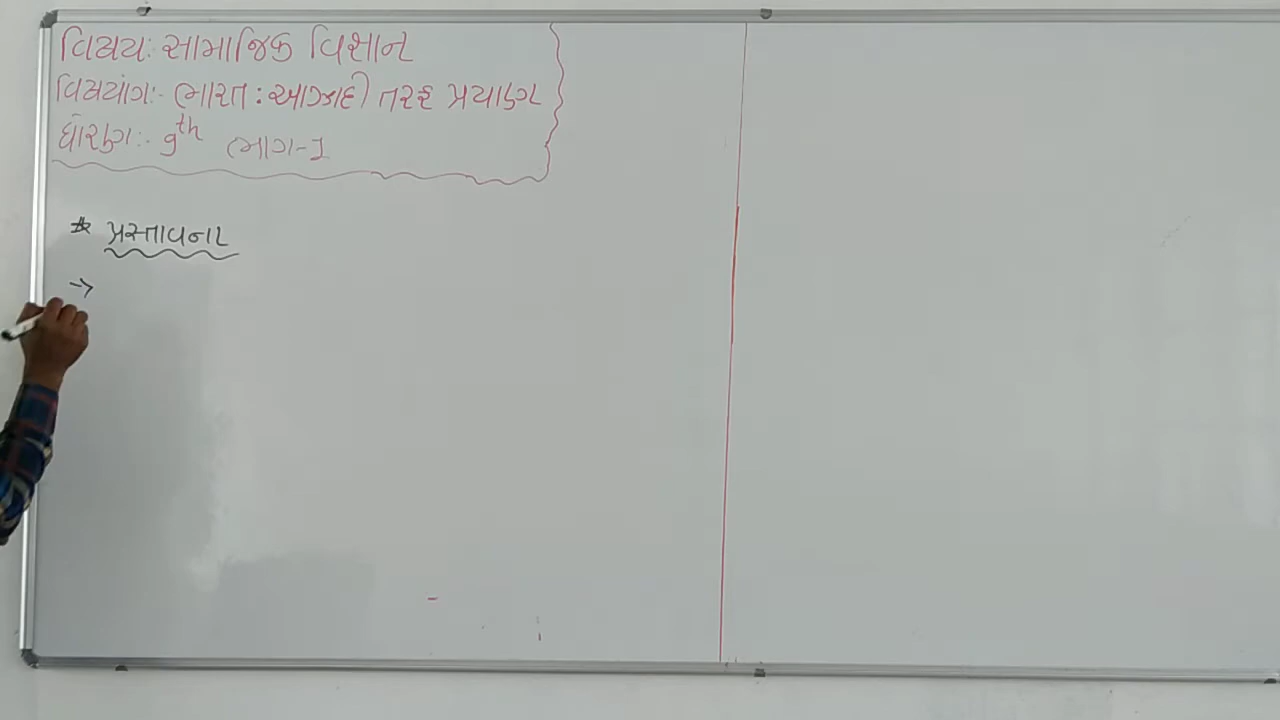 વિષય: સામાજિક વિજ્ઞાન
વિષયાંગ:- ભારત : આઝાદી તરફ પ્રયાણ
ધોરણ:- 9th ભાગ-1
* પ્રસ્તાવના
→